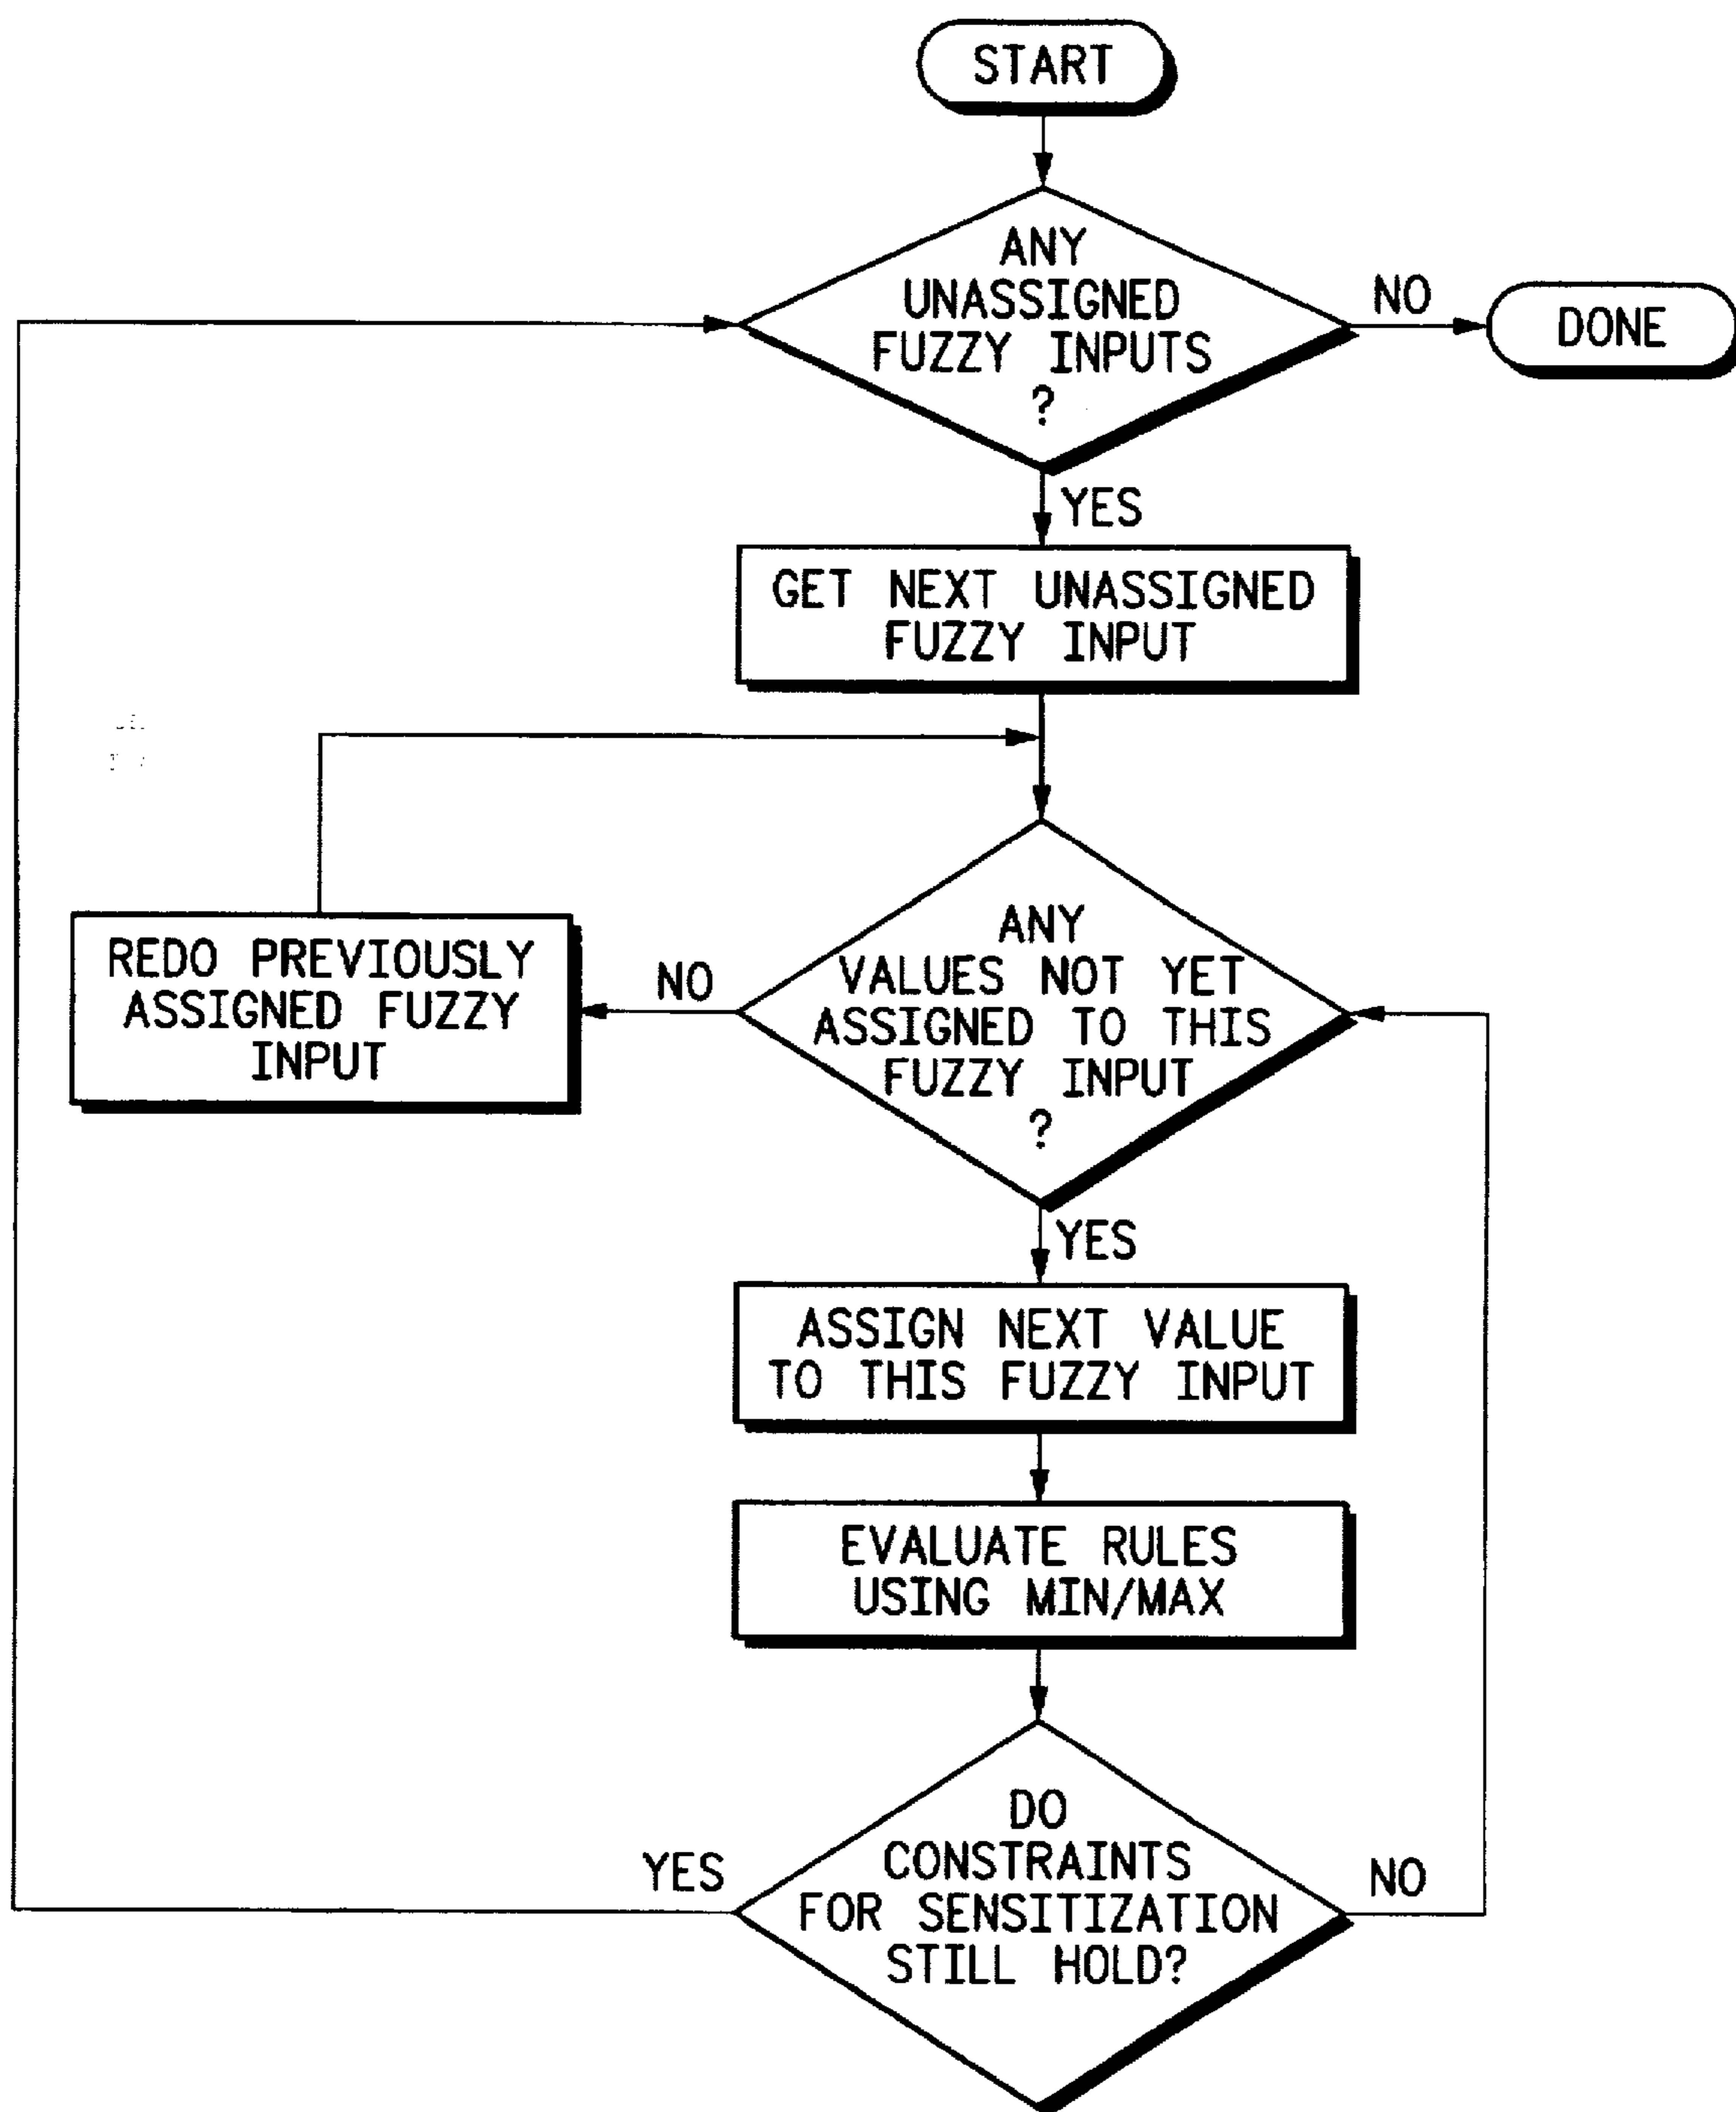 START
ANY
UNASSIGNED
FUZZY INPUTS
?
NO
DONE
YES
GET NEXT UNASSIGNED
FUZZY INPUT
ANY
VALUES NOT YET
ASSIGNED TO THIS
FUZZY INPUT
?
NO
REDO PREVIOUSLY
ASSIGNED FUZZY
INPUT
YES
ASSIGN NEXT VALUE
TO THIS FUZZY INPUT
EVALUATE RULES
USING MIN/MAX
DO
CONSTRAINTS
FOR SENSITIZATION
STILL HOLD?
YES
NO